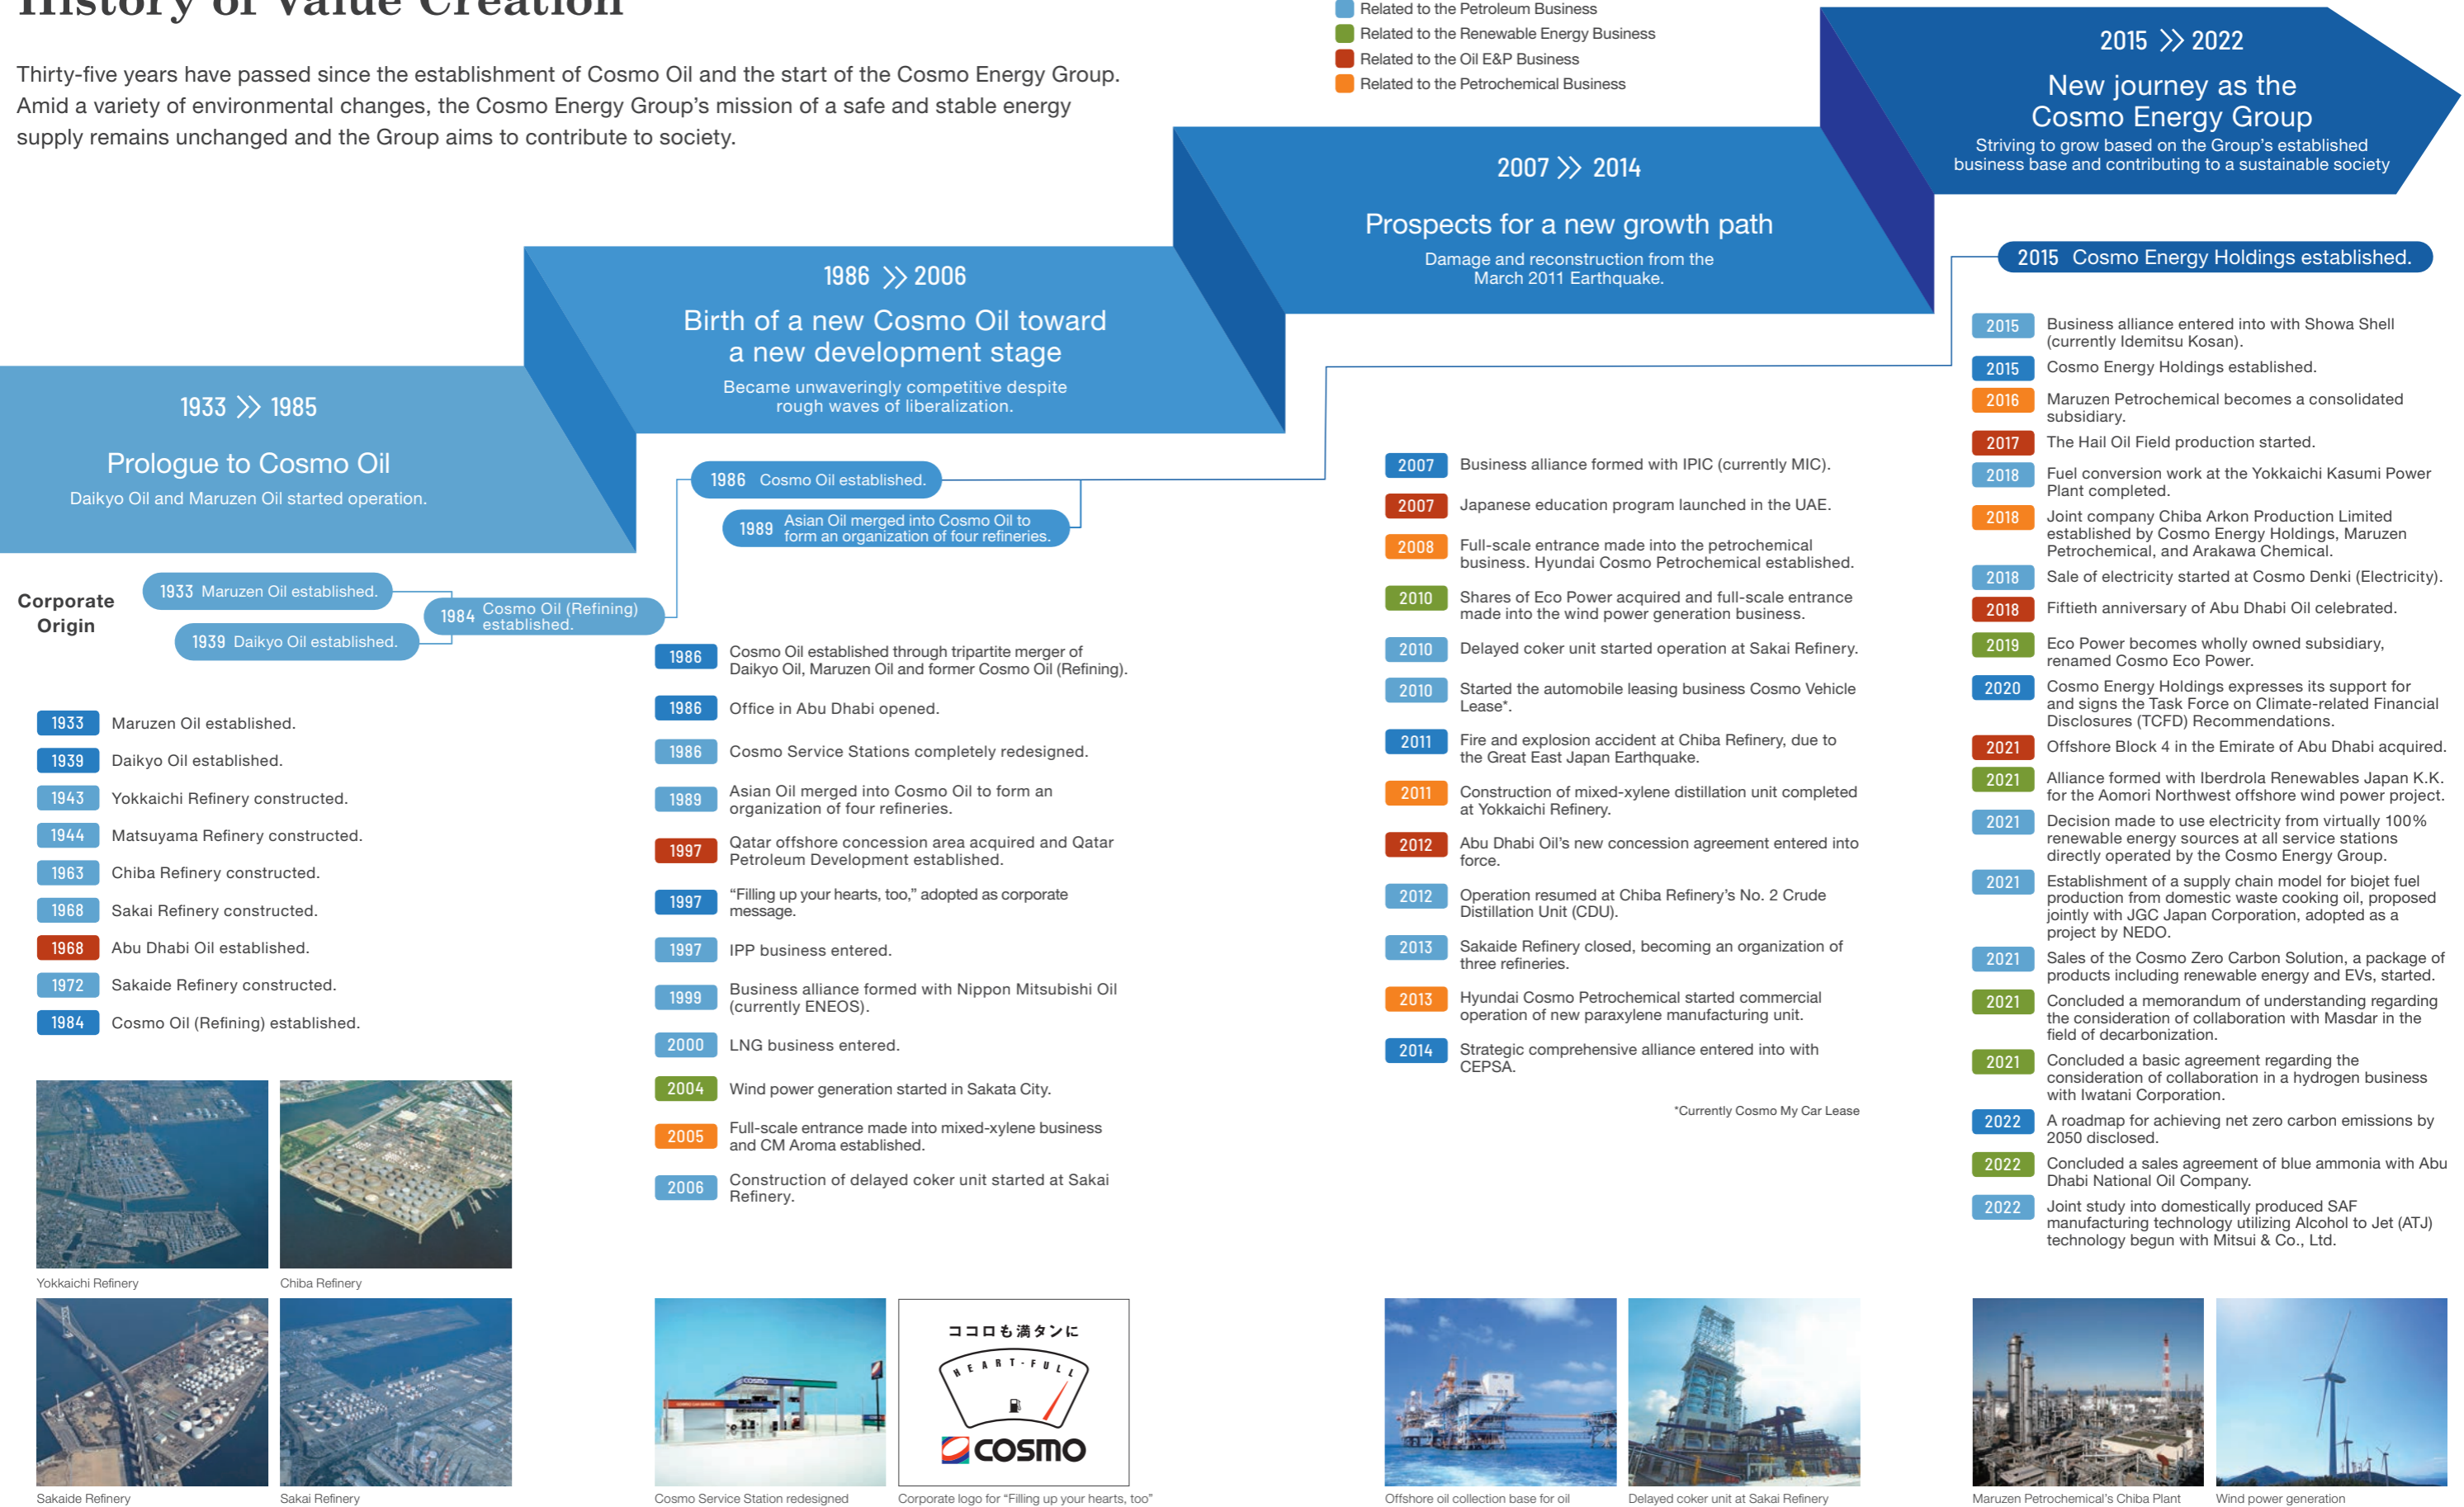 History of Value Creation
Thirty-five years have passed since the establishment of Cosmo Oil and the start of the Cosmo Energy Group.
Amid a variety of environmental changes, the Cosmo Energy Group's mission of a safe and stable energy
supply remains unchanged and the Group aims to contribute to society.
Related to the Petroleum Business
Related to the Renewable Energy Business
Related to the Oil E&P Business
Related to the Petrochemical Business
1933 >> 1985
Prologue to Cosmo Oil
Daikyo Oil and Maruzen Oil started operation.
1986 >> 2006
Birth of a new Cosmo Oil toward
a new development stage
Became unwaveringly competitive despite
rough waves of liberalization.
2007 >> 2014
Prospects for a new growth path
Damage and reconstruction from the
March 2011 Earthquake.
2015 >> 2022
New journey as the
Cosmo Energy Group
Striving to grow based on the Group's established
business base and contributing to a sustainable society
Corporate
Origin
1933 Maruzen Oil established.
1939 Daikyo Oil established.
1984 Cosmo Oil (Refining)
established.
1986 Cosmo Oil established.
1989 Asian Oil merged into Cosmo Oil to
form an organization of four refineries.
2015 Cosmo Energy Holdings established.
1933 Maruzen Oil established.
1939 Daikyo Oil established.
1943 Yokkaichi Refinery constructed.
1944 Matsuyama Refinery constructed.
1963 Chiba Refinery constructed.
1968 Sakai Refinery constructed.
1968 Abu Dhabi Oil established.
1972 Sakaide Refinery constructed.
1984 Cosmo Oil (Refining) established.
Yokkaichi Refinery
Chiba Refinery
Sakaide Refinery
Sakai Refinery
1986 Cosmo Oil established through tripartite merger of
Daikyo Oil, Maruzen Oil and former Cosmo Oil (Refining).
1986 Office in Abu Dhabi opened.
1986 Cosmo Service Stations completely redesigned.
1989 Asian Oil merged into Cosmo Oil to form an
organization of four refineries.
1997 Qatar offshore concession area acquired and Qatar
Petroleum Development established.
1997 "Filling up your hearts, too," adopted as corporate
message.
1997 IPP business entered.
1999 Business alliance formed with Nippon Mitsubishi Oil
(currently ENEOS).
2000 LNG business entered.
2004 Wind power generation started in Sakata City.
2005 Full-scale entrance made into mixed-xylene business
and CM Aroma established.
2006 Construction of delayed coker unit started at Sakai
Refinery.
COSMO
ココロも満タンに
HEART-FULL
COSMO
Cosmo Service Station redesigned
Corporate logo for "Filling up your hearts, too"
2007 Business alliance formed with IPIC (currently MIC).
2007 Japanese education program launched in the UAE.
2008 Full-scale entrance made into the petrochemical
business. Hyundai Cosmo Petrochemical established.
2010 Shares of Eco Power acquired and full-scale entrance
made into the wind power generation business.
2010 Delayed coker unit started operation at Sakai Refinery.
2010 Started the automobile leasing business Cosmo Vehicle
Lease*.
2011 Fire and explosion accident at Chiba Refinery, due to
the Great East Japan Earthquake.
2011 Construction of mixed-xylene distillation unit completed
at Yokkaichi Refinery.
2012 Abu Dhabi Oil's new concession agreement entered into
force.
2012 Operation resumed at Chiba Refinery's No. 2 Crude
Distillation Unit (CDU).
2013 Sakaide Refinery closed, becoming an organization of
three refineries.
2013 Hyundai Cosmo Petrochemical started commercial
operation of new paraxylene manufacturing unit.
2014 Strategic comprehensive alliance entered into with
CEPSA.
*Currently Cosmo My Car Lease
Offshore oil collection base for oil
Delayed coker unit at Sakai Refinery
2015 Business alliance entered into with Showa Shell
(currently Idemitsu Kosan).
2015 Cosmo Energy Holdings established.
2016 Maruzen Petrochemical becomes a consolidated
subsidiary.
2017 The Hail Oil Field production started.
2018 Fuel conversion work at the Yokkaichi Kasumi Power
Plant completed.
2018 Joint company Chiba Arkon Production Limited
established by Cosmo Energy Holdings, Maruzen
Petrochemical, and Arakawa Chemical.
2018 Sale of electricity started at Cosmo Denki (Electricity).
2018 Fiftieth anniversary of Abu Dhabi Oil celebrated.
2019 Eco Power becomes wholly owned subsidiary,
renamed Cosmo Eco Power.
2020 Cosmo Energy Holdings expresses its support for
and signs the Task Force on Climate-related Financial
Disclosures (TCFD) Recommendations.
2021 Offshore Block 4 in the Emirate of Abu Dhabi acquired.
2021 Alliance formed with Iberdrola Renewables Japan K.K.
for the Aomori Northwest offshore wind power project.
2021 Decision made to use electricity from virtually 100%
renewable energy sources at all service stations
directly operated by the Cosmo Energy Group.
2021 Establishment of a supply chain model for biojet fuel
production from domestic waste cooking oil, proposed
jointly with JGC Japan Corporation, adopted as a
project by NEDO.
2021 Sales of the Cosmo Zero Carbon Solution, a package of
products including renewable energy and EVs, started.
2021 Concluded a memorandum of understanding regarding
the consideration of collaboration with Masdar in the
field of decarbonization.
2021 Concluded a basic agreement regarding the
consideration of collaboration in a hydrogen business
with Iwatani Corporation.
2022 A roadmap for achieving net zero carbon emissions by
2050 disclosed.
2022 Concluded a sales agreement of blue ammonia with Abu
Dhabi National Oil Company.
2022 Joint study into domestically produced SAF
manufacturing technology utilizing Alcohol to Jet (ATJ)
technology begun with Mitsui & Co., Ltd.
Maruzen Petrochemical's Chiba Plant
Wind power generation